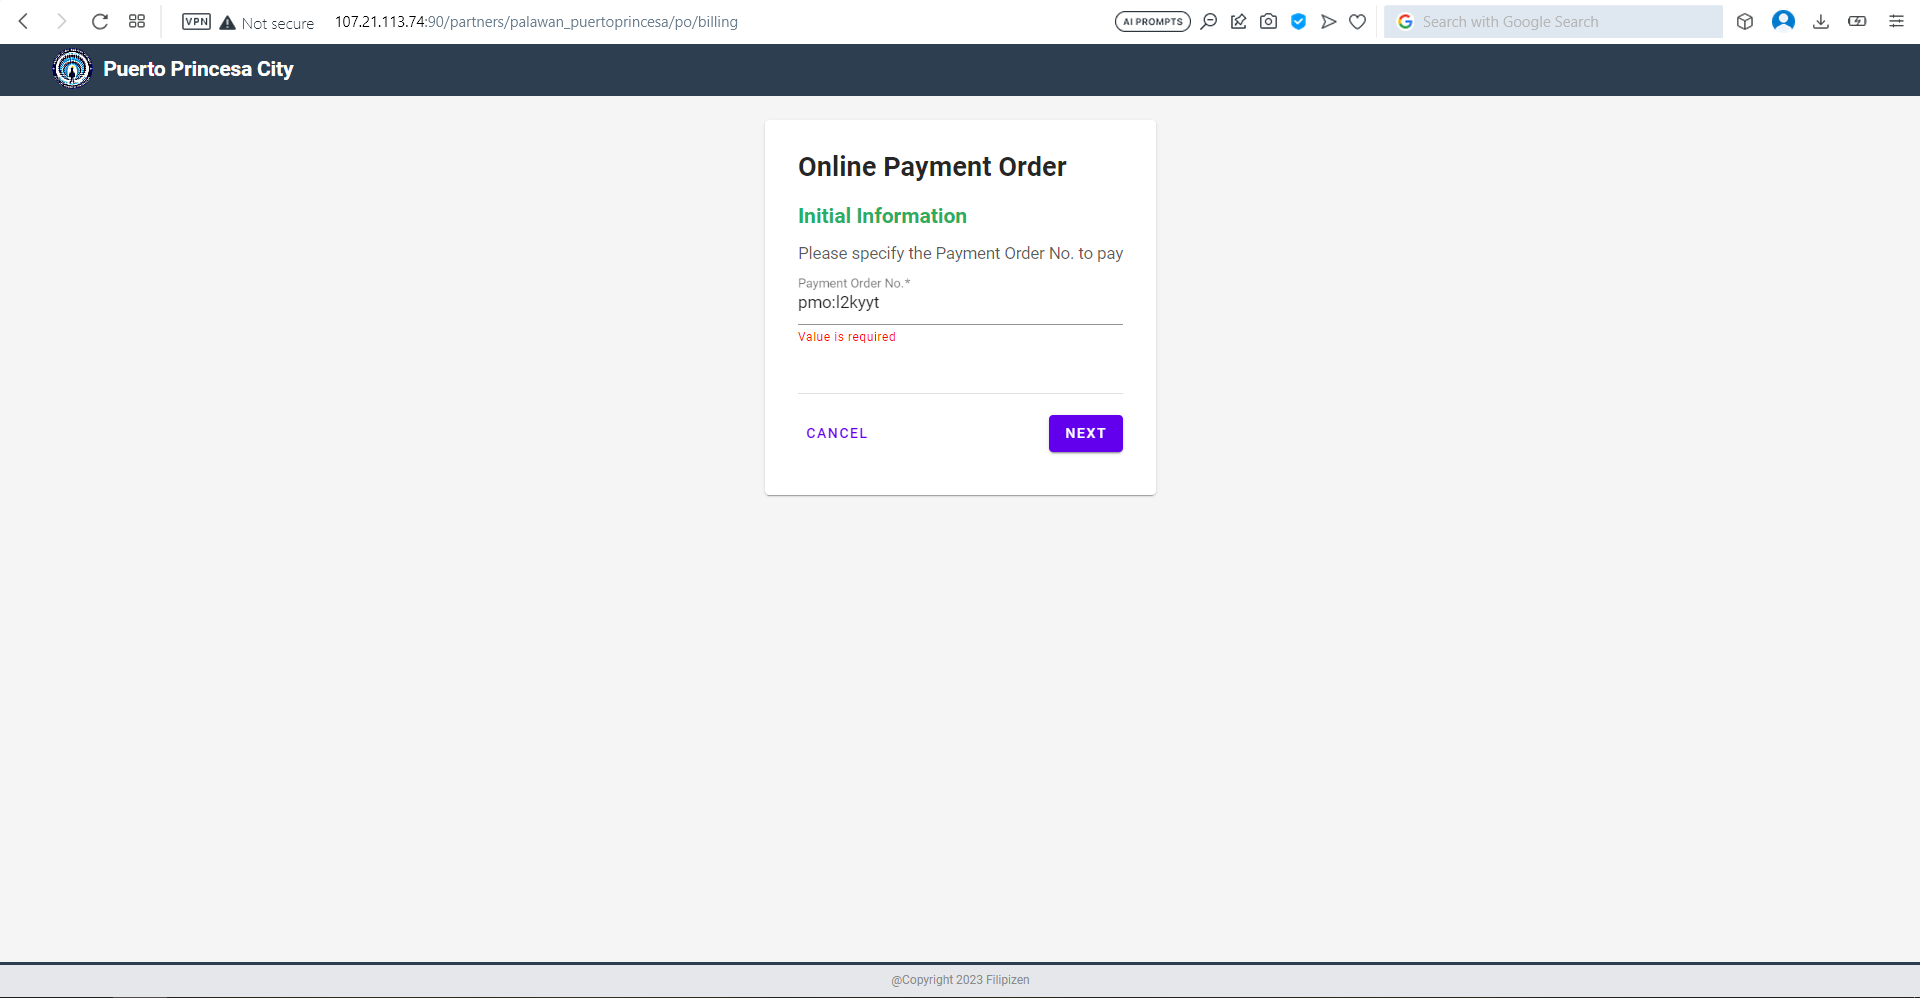 VPN Not secure 107.21.113.74:90/partners/palawan_puertoprincesa/po/billing AI PROMPTS Search with Google Search
Puerto Princesa City
Online Payment Order
Initial Information
Please specify the Payment Order No. to pay
Payment Order No.*
pmo:l2kyyt
Value is required
CANCEL NEXT
@Copyright 2023 Filipizen